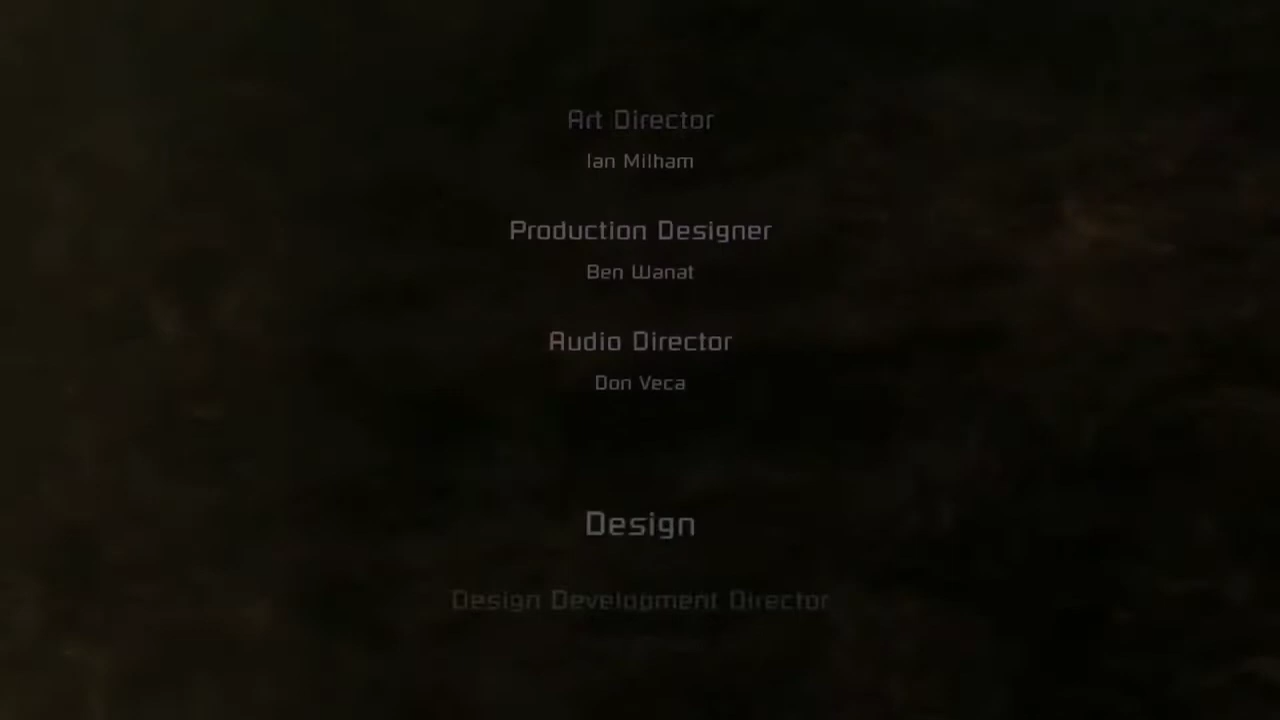 Art Director
Ian Milham
Production Designer
Ben Wanat
Audio Director
Don Veca
Design
Design Development Director